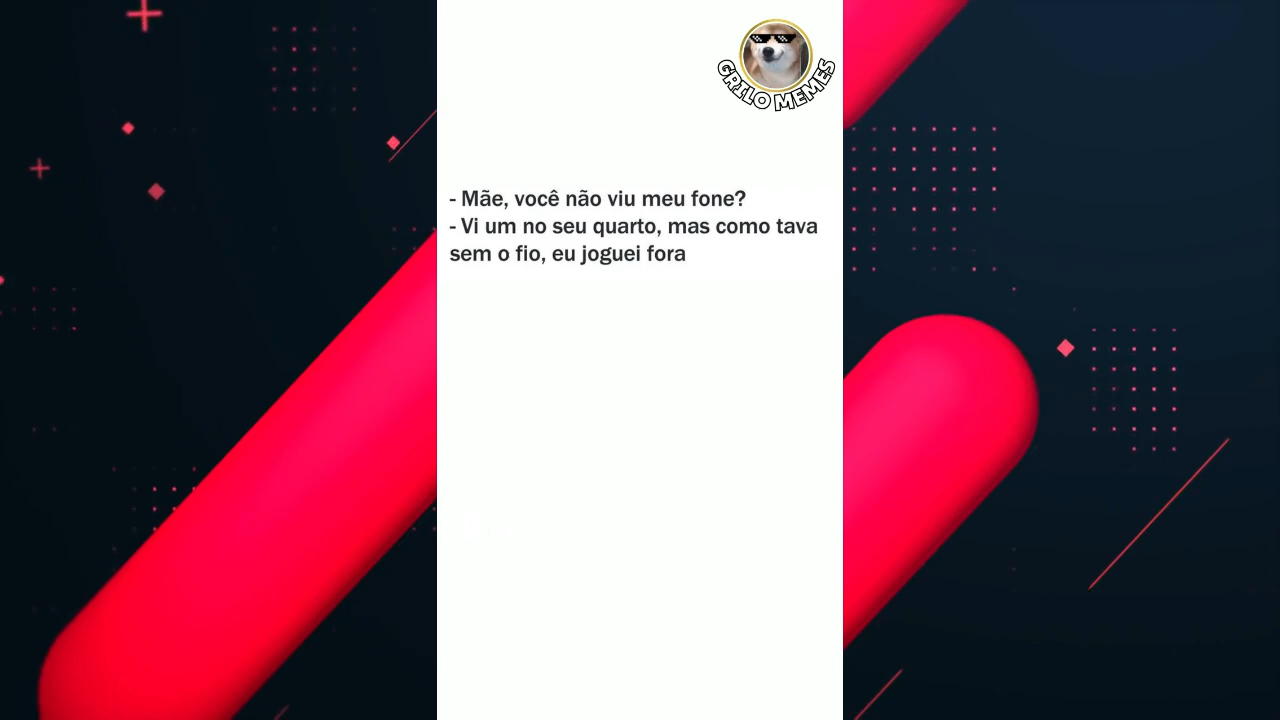 GRILO MEMES
- Mãe, você não viu meu fone?
- Vi um no seu quarto, mas como tava
sem o fio, eu joguei fora